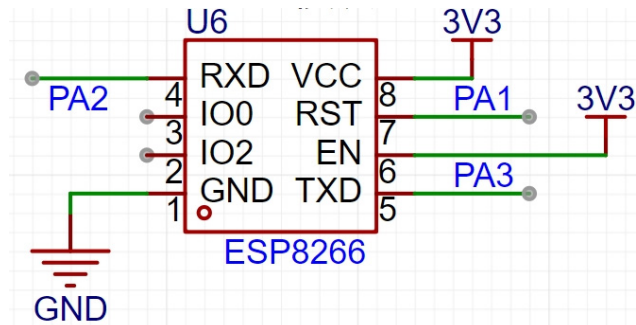 U6
3V3
RXD VCC
PA2 4 8 PA1 3V3
IO0 RST
3 7
IO2 EN
2 6 PA3
GND TXD
1 5
ESP8266
GND